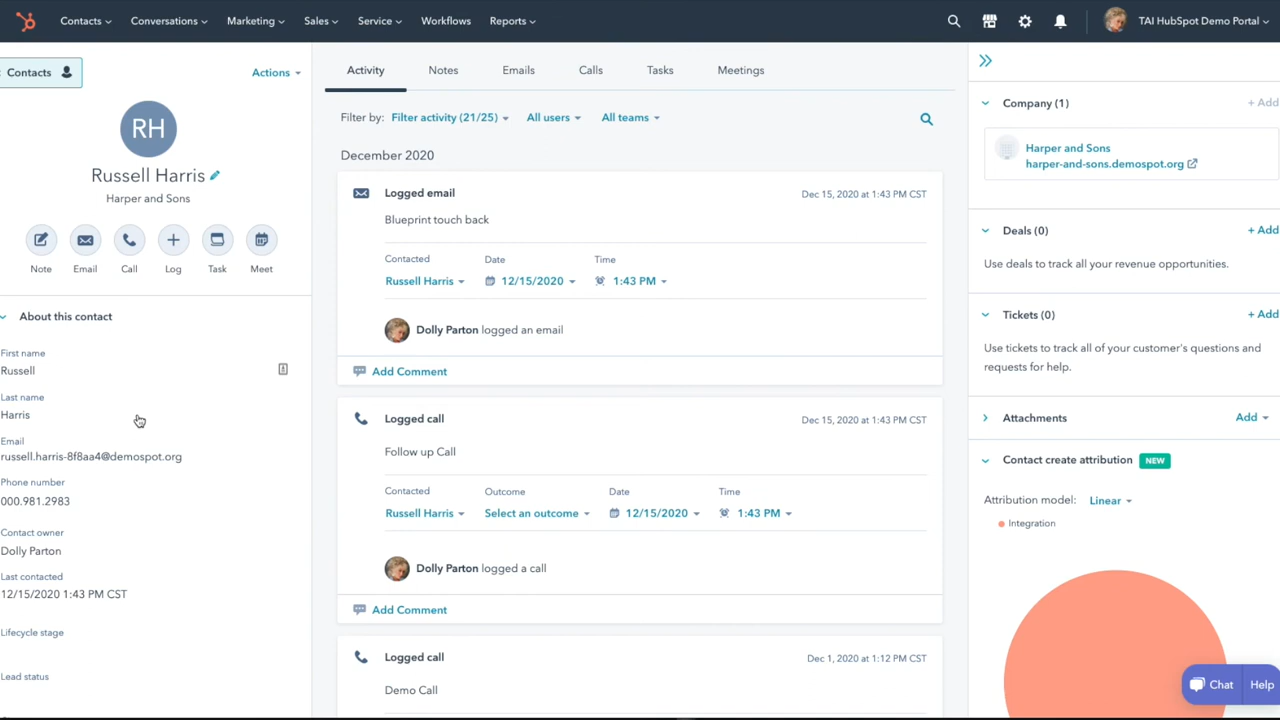 Contacts Conversations Marketing Sales Service Workflows Reports TAI HubSpot Demo Portal
Contacts
Actions
RH
Russell Harris
Harper and Sons
Note Email Call Log Task Meet
About this contact
First name
Russell
Last name
Harris
Email
russell.harris-8f8aa4@demospot.org
Phone number
000.981.2983
Contact owner
Dolly Parton
Last contacted
12/15/2020 1:43 PM CST
Lifecycle stage
Lead status
Activity Notes Emails Calls Tasks Meetings
Filter by: Filter activity (21/25) All users All teams
December 2020
Logged email Dec 15, 2020 at 1:43 PM CST
Blueprint touch back
Contacted Date Time
Russell Harris 12/15/2020 1:43 PM
Dolly Parton logged an email
Add Comment
Logged call Dec 15, 2020 at 1:43 PM CST
Follow up Call
Contacted Outcome Date Time
Russell Harris Select an outcome 12/15/2020 1:43 PM
Dolly Parton logged a call
Add Comment
Logged call Dec 1, 2020 at 1:12 PM CST
Demo Call
Company (1) + Add
Harper and Sons
harper-and-sons.demospot.org
Deals (0) + Add
Use deals to track all your revenue opportunities.
Tickets (0) + Add
Use tickets to track all of your customer's questions and
requests for help.
Attachments Add
Contact create attribution NEW
Attribution model: Linear
Integration
Chat Help